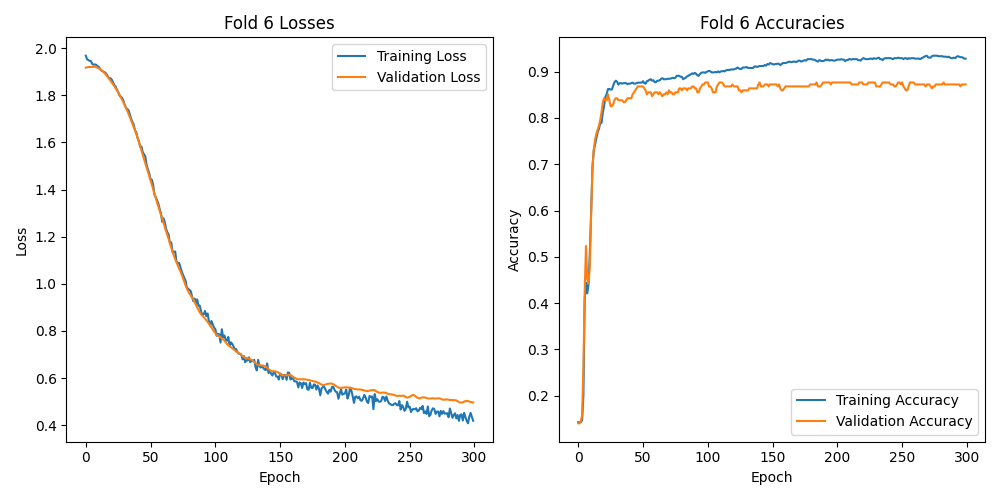 Fold 6 Losses
Training Loss
Validation Loss
2.0
1.8
1.6
1.4
1.2
1.0
0.8
0.6
0.4
Loss
0 50 100 150 200 250 300
Epoch
Fold 6 Accuracies
0.9
0.8
0.7
0.6
0.5
0.4
0.3
0.2
Accuracy
Training Accuracy
Validation Accuracy
0 50 100 150 200 250 300
Epoch